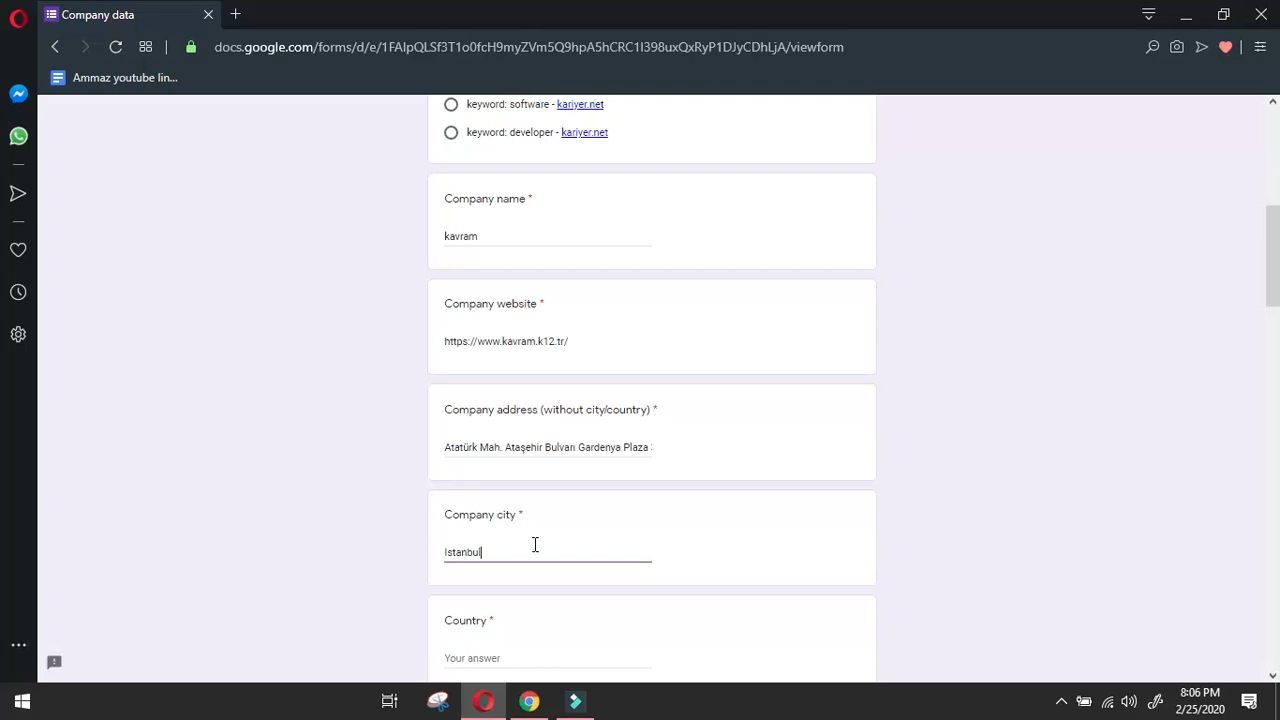 Company data
docs.google.com/forms/d/e/1FAIpQLSf3T1o0fcH9myZVm5Q9hpA5hCRC1I398uxQxRyP1DJyCDhLjA/viewform
Ammaz youtube lin...
keyword: software - kariyer.net
keyword: developer - kariyer.net
Company name *
kavram
Company website *
https://www.kavram.k12.tr/
Company address (without city/country) *
Atatürk Mah. Ataşehir Bulvarı Gardenya Plaza
Company city *
Istanbul
Country *
Your answer
8:06 PM
2/25/2020